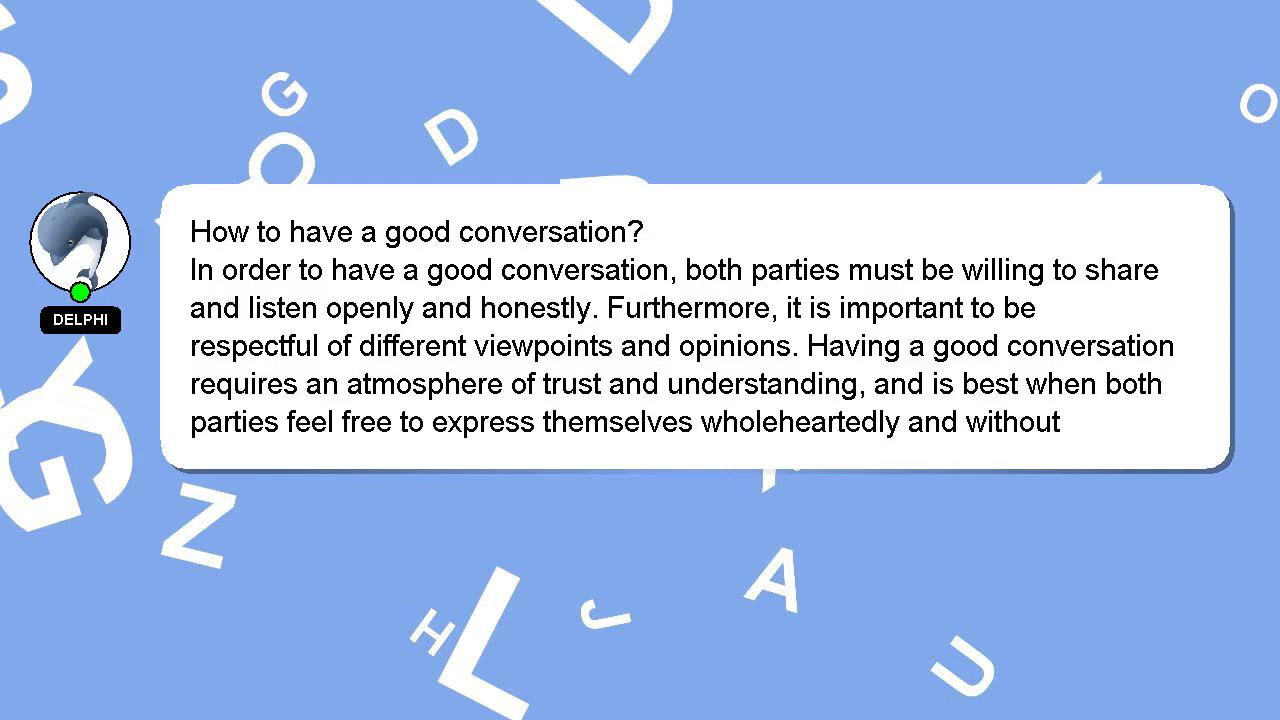 G
D
D
O
O
How to have a good conversation?
In order to have a good conversation, both parties must be willing to share
and listen openly and honestly. Furthermore, it is important to be
respectful of different viewpoints and opinions. Having a good conversation
requires an atmosphere of trust and understanding, and is best when both
parties feel free to express themselves wholeheartedly and without
DELPHI
Y
G
Z
H
L
J
A
U